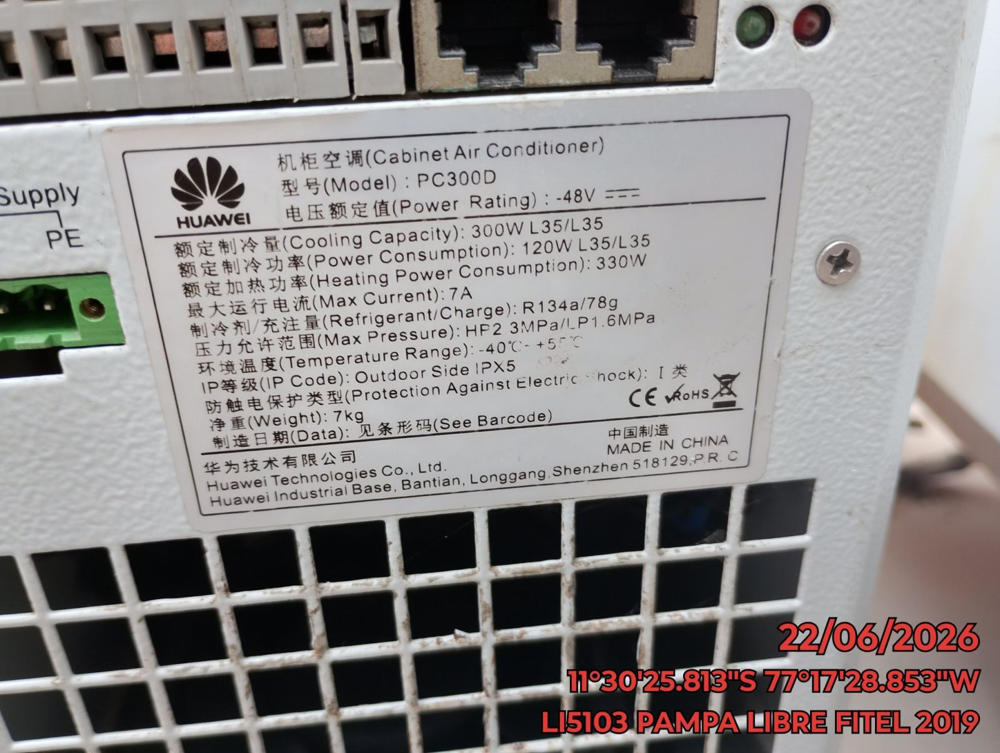 Supply
PE
HUAWEI
机柜空调(Cabinet Air Conditioner)
型号(Model) : PC300D
电压额定值(Power Rating) : -48V
额定制冷量(Cooling Capacity): 300W L35/L35
额定制冷功率(Power Consumption): 120W L35/L35
额定加热功率(Heating Power Consumption): 330W
最大运行电流(Max Current): 7A
制冷剂/充注量(Refrigerant/Charge): R134a/78g
压力允许范围(Max Pressure): HP2 3MPa/LP1.6MPa
环境温度(Temperature Range): -40℃~ +55℃
IP等级(IP Code): Outdoor Side IPX5
防触电保护类型(Protection Against Electric hock): I 类
净重(Weight): 7kg
CE RoHS
制造日期(Data): 见条形码(See Barcode)
华为技术有限公司
中国制造
Huawei Technologies Co., Ltd.
MADE IN CHINA
Huawei Industrial Base, Bantian, Longgang, Shenzhen 518129, P.R. C
22/06/2026
11°30'25.813"S 77°17'28.853"W
LI5103 PAMPA LIBRE FITEL 2019